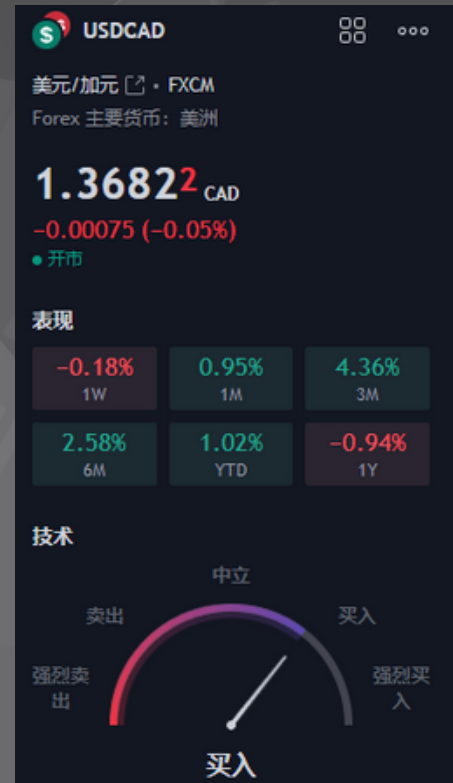 USDCAD
美元/加元 • FXCM
Forex 主要货币：美洲
1.36822 CAD
−0.00075 (−0.05%)
开市
表现
−0.18% 0.95% 4.36%
1W 1M 3M
2.58% 1.02% −0.94%
6M YTD 1Y
技术
中立
卖出 买入
强烈卖出 强烈买入
买入